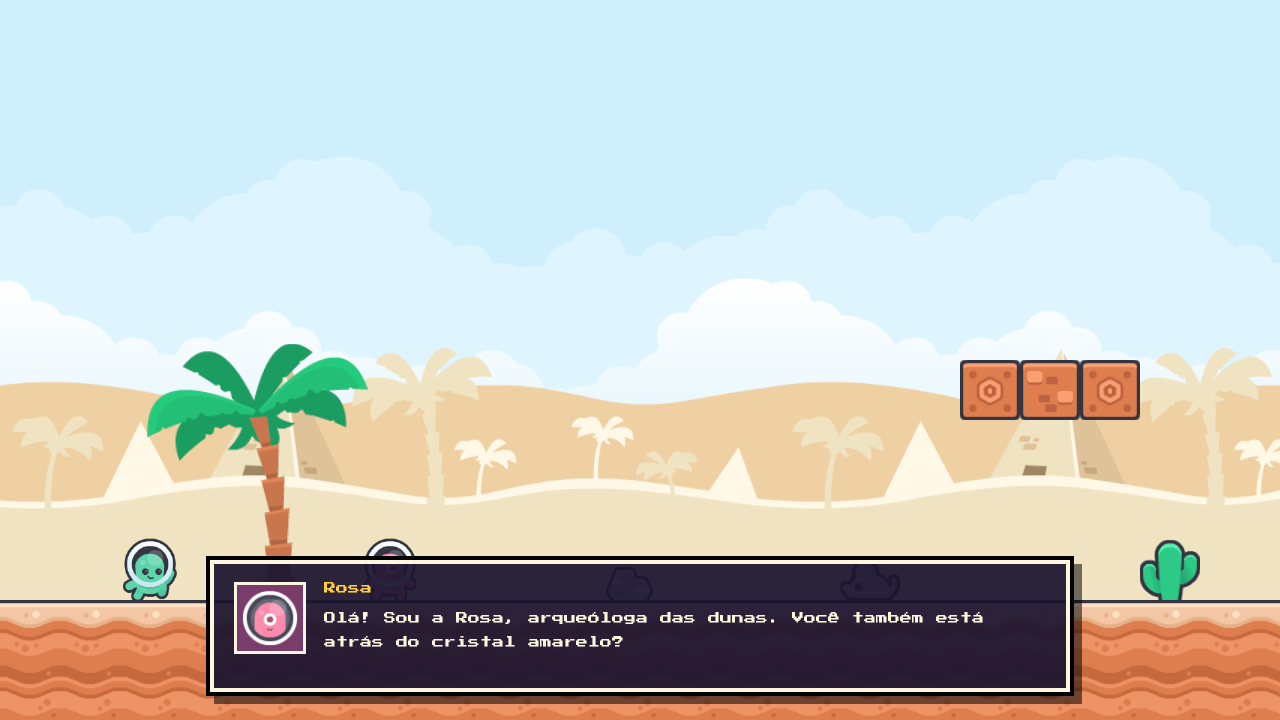 Rosa
Olá! Sou a Rosa, arqueóloga das dunas. Você também está
atrás do cristal amarelo?